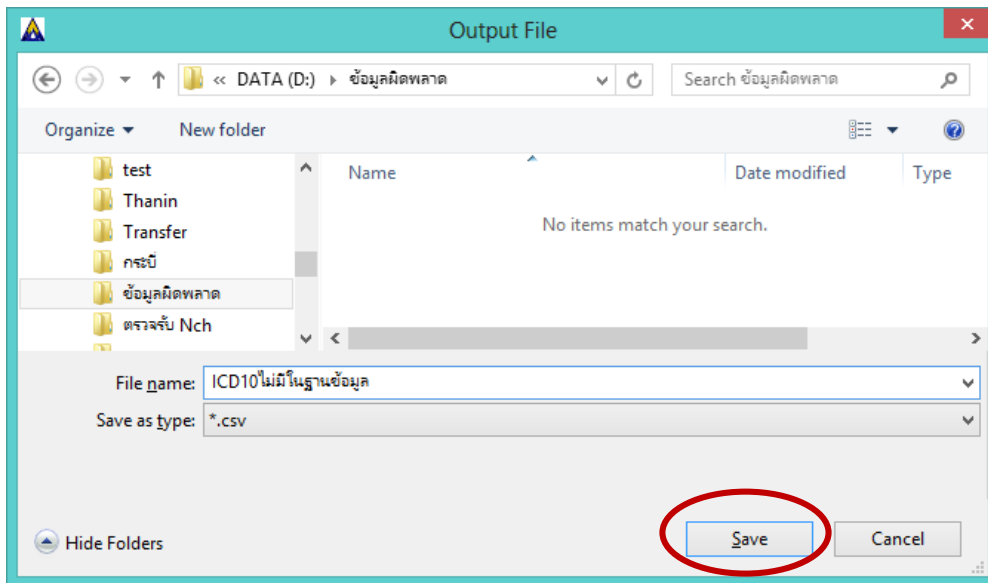 Output File
« DATA (D:) ข้อมูลผิดพลาด
Search ข้อมูลผิดพลาด
Organize
New folder
test
Thanin
Transfer
กระบี่
ข้อมูลผิดพลาด
ตรวจรับ Nch
Name
Date modified
Type
No items match your search.
File name: ICD10ไม่มีในฐานข้อมูล
Save as type: *.csv
Hide Folders
Save
Cancel